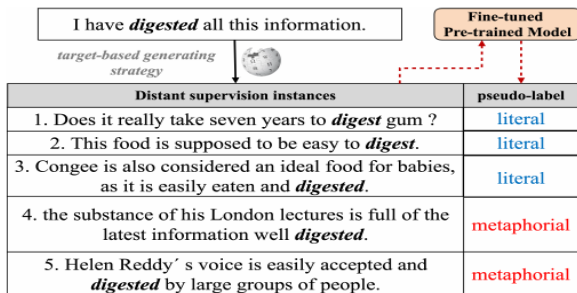 I have digested all this information.
Fine-tuned
Pre-trained Model
target-based generating
strategy
Distant supervision instances pseudo-label
1. Does it really take seven years to digest gum ? literal
2. This food is supposed to be easy to digest. literal
3. Congee is also considered an ideal food for babies,
as it is easily eaten and digested. literal
4. the substance of his London lectures is full of the
latest information well digested. metaphorial
5. Helen Reddy´ s voice is easily accepted and
digested by large groups of people. metaphorial